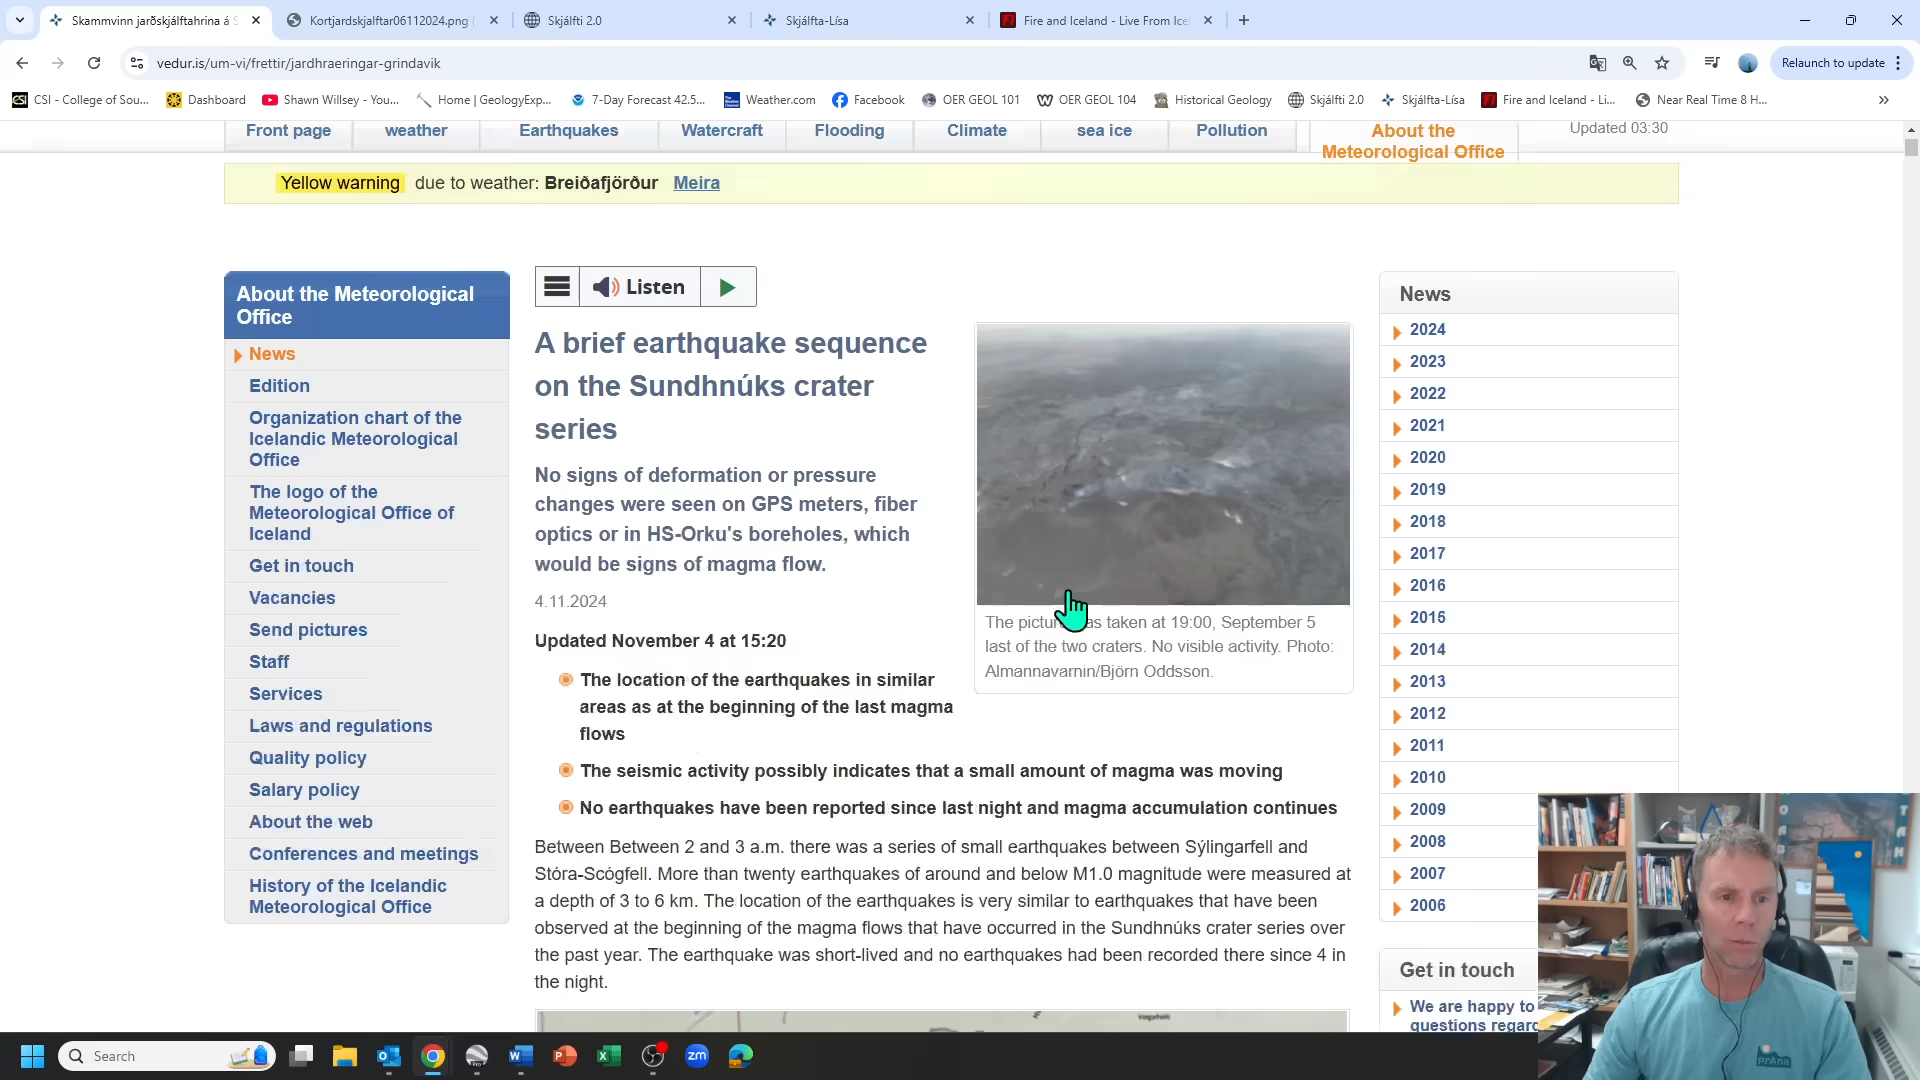 Skammvinn jarðskjálftahrina á S
Kortjardskjalftar06112024.png (
Skjálfti 2.0
Skjálfta-Lísa
Fire and Iceland - Live From Ice
vedur.is/um-vi/frettir/jardhraeringar-grindavik
Relaunch to update
CSI - College of Sou...
Dashboard
Shawn Willsey - You...
Home | GeologyExp...
7-Day Forecast 42.5...
Weather.com
Facebook
OER GEOL 101
OER GEOL 104
Historical Geology
Skjálfti 2.0
Skjálfta-Lísa
Fire and Iceland - Li...
Near Real Time 8 H...
Front page
weather
Earthquakes
Watercraft
Flooding
Climate
sea ice
Pollution
About the
Meteorological Office
Updated 03:30
Yellow warning due to weather: Breiðafjörður Meira
About the Meteorological
Office
News
Edition
Organization chart of the
Icelandic Meteorological
Office
The logo of the
Meteorological Office of
Iceland
Get in touch
Vacancies
Send pictures
Staff
Services
Laws and regulations
Quality policy
Salary policy
About the web
Conferences and meetings
History of the Icelandic
Meteorological Office
Listen
A brief earthquake sequence
on the Sundhnúks crater
series
No signs of deformation or pressure
changes were seen on GPS meters, fiber
optics or in HS-Orku's boreholes, which
would be signs of magma flow.
4.11.2024
Updated November 4 at 15:20
The location of the earthquakes in similar
areas as at the beginning of the last magma
flows
The seismic activity possibly indicates that a small amount of magma was moving
No earthquakes have been reported since last night and magma accumulation continues
Between Between 2 and 3 a.m. there was a series of small earthquakes between Sýlingarfell and
Stóra-Scógfell. More than twenty earthquakes of around and below M1.0 magnitude were measured at
a depth of 3 to 6 km. The location of the earthquakes is very similar to earthquakes that have been
observed at the beginning of the magma flows that have occurred in the Sundhnúks crater series over
the past year. The earthquake was short-lived and no earthquakes had been recorded there since 4 in
the night.
The picture was taken at 19:00, September 5
last of the two craters. No visible activity. Photo:
Almannavarnin/Björn Oddsson.
News
2024
2023
2022
2021
2020
2019
2018
2017
2016
2015
2014
2013
2012
2011
2010
2009
2008
2007
2006
Get in touch
We are happy to
questions regard
prAna
Search
zm